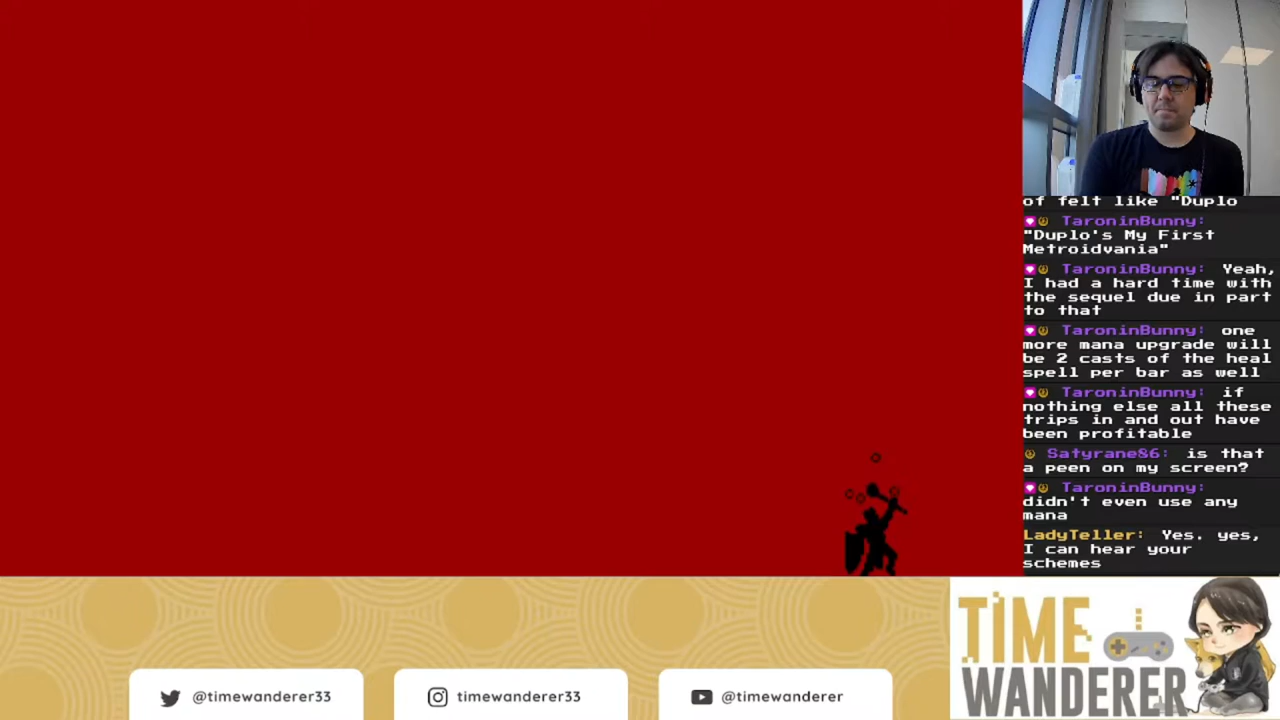 of felt like "Duplo
TaroninBunny:
"Duplo's My First
Metroidvania"
TaroninBunny: Yeah,
I had a hard time with
the sequel due in part
to that
TaroninBunny: one
more mana upgrade will
be 2 casts of the heal
spell per bar as well
TaroninBunny: if
nothing else all these
trips in and out have
been profitable
Satyrane86: is that
a peen on my screen?
TaroninBunny:
didn't even use any
mana
LadyTeller: Yes. yes,
I can hear your
schemes
@timewanderer33
timewanderer33
@timewanderer
TIME
WANDERER